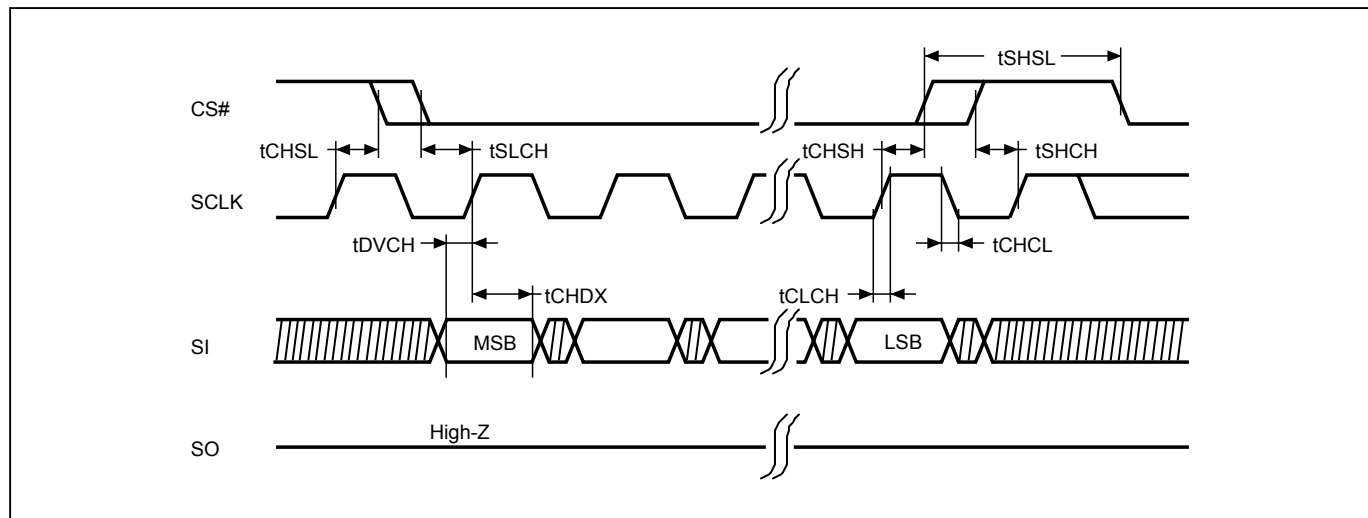 tSHSL
CS#
tCHSL
tSLCH
tCHSH
tSHCH
SCLK
tDVCH
tCHCL
tCHDX
tCLCH
SI
MSB
LSB
High-Z
SO